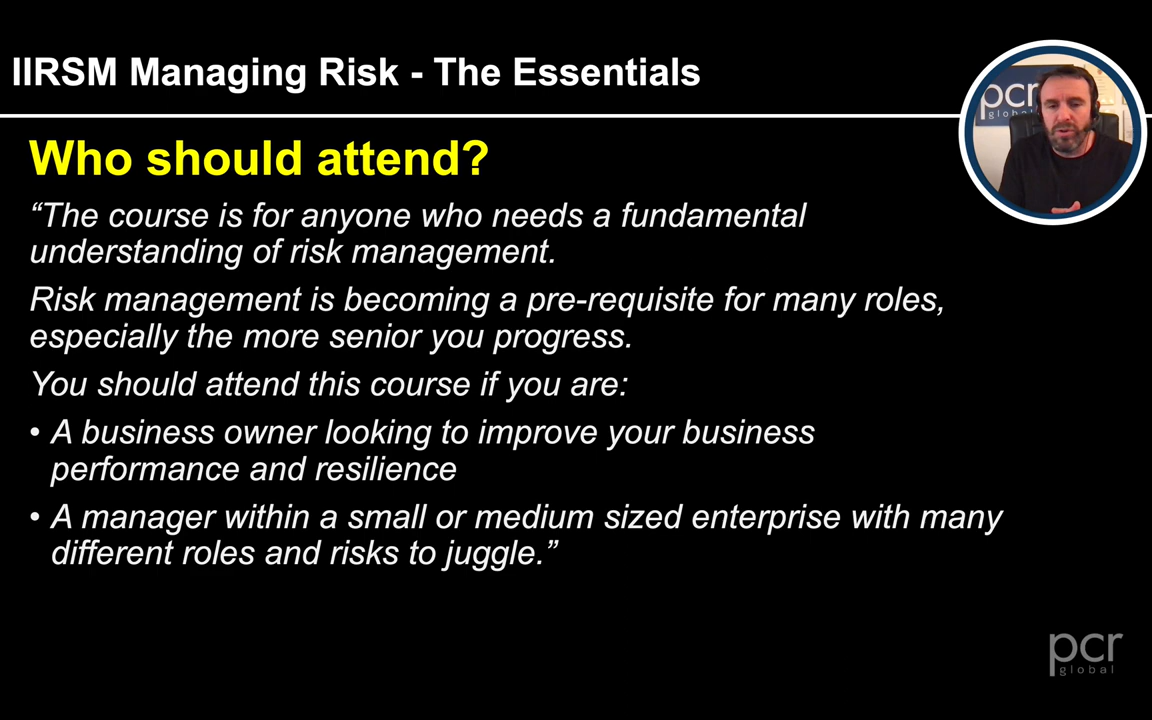 IIRSM Managing Risk - The Essentials
pcr
global
Who should attend?
“The course is for anyone who needs a fundamental
understanding of risk management.
Risk management is becoming a pre-requisite for many roles,
especially the more senior you progress.
You should attend this course if you are:
• A business owner looking to improve your business
performance and resilience
• A manager within a small or medium sized enterprise with many
different roles and risks to juggle.”
pcr
global